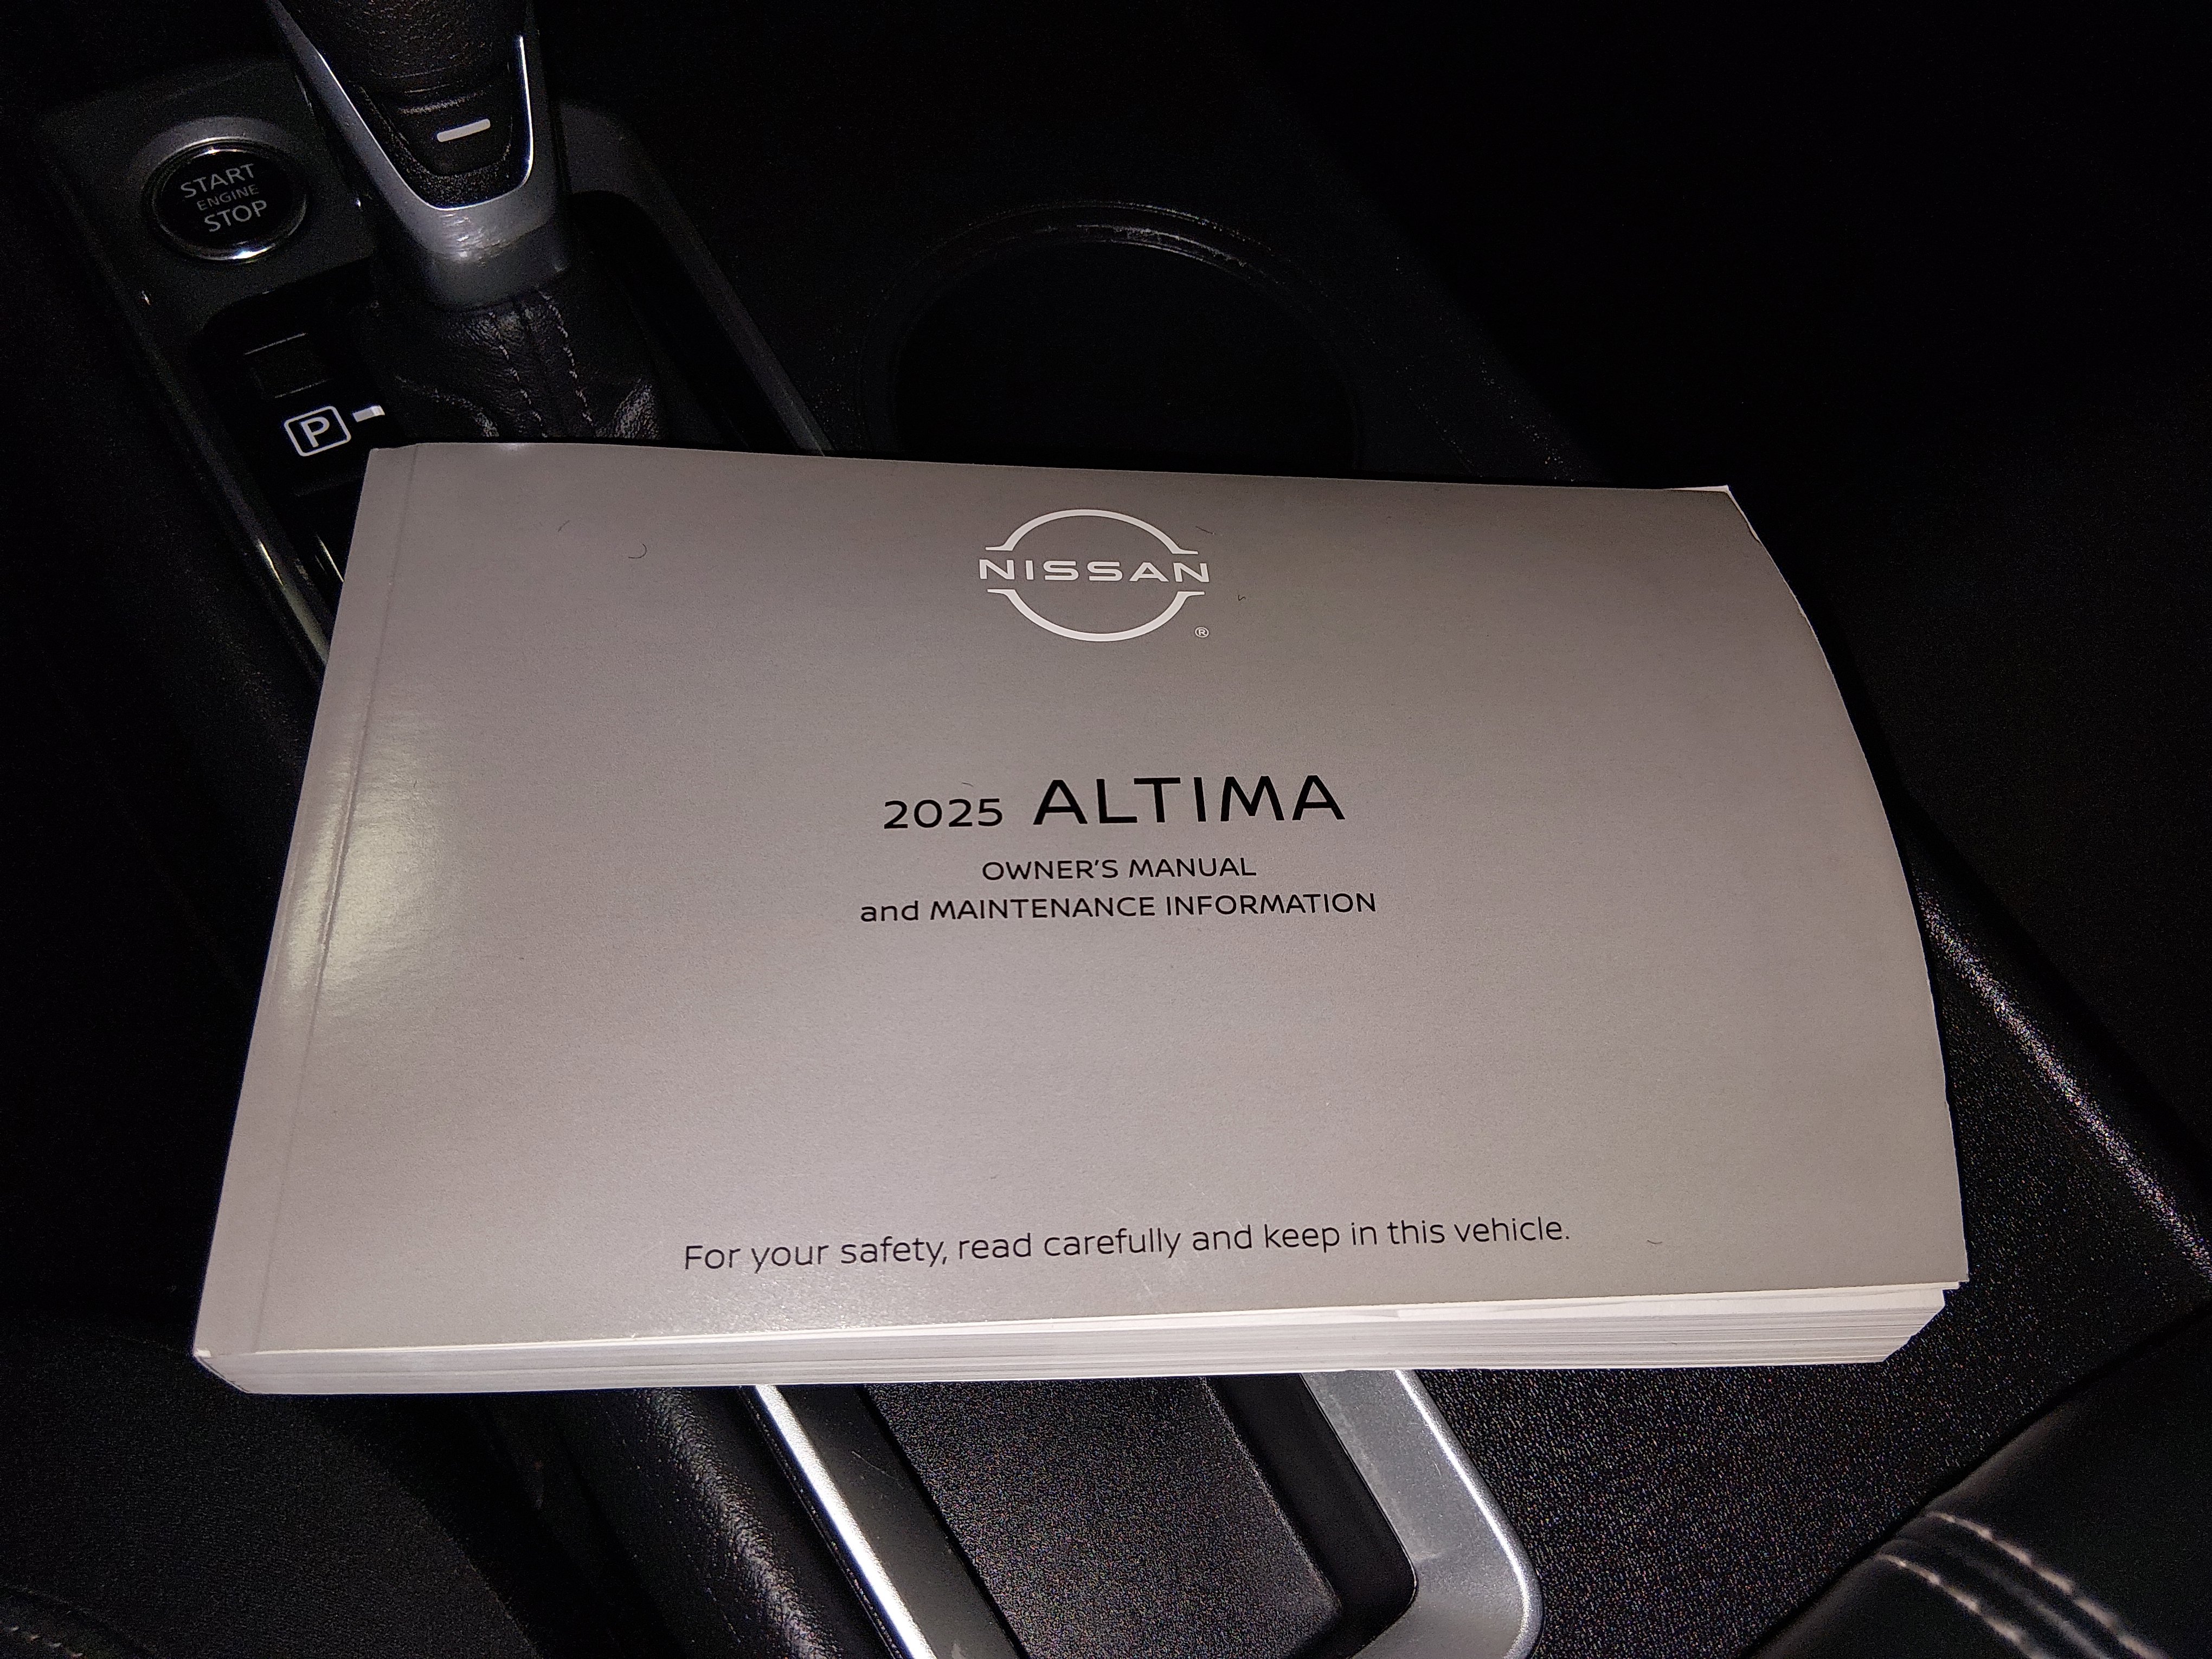 START
ENGINE
STOP
P
NISSAN
®
2025 ALTIMA
OWNER'S MANUAL
and MAINTENANCE INFORMATION
For your safety, read carefully and keep in this vehicle.